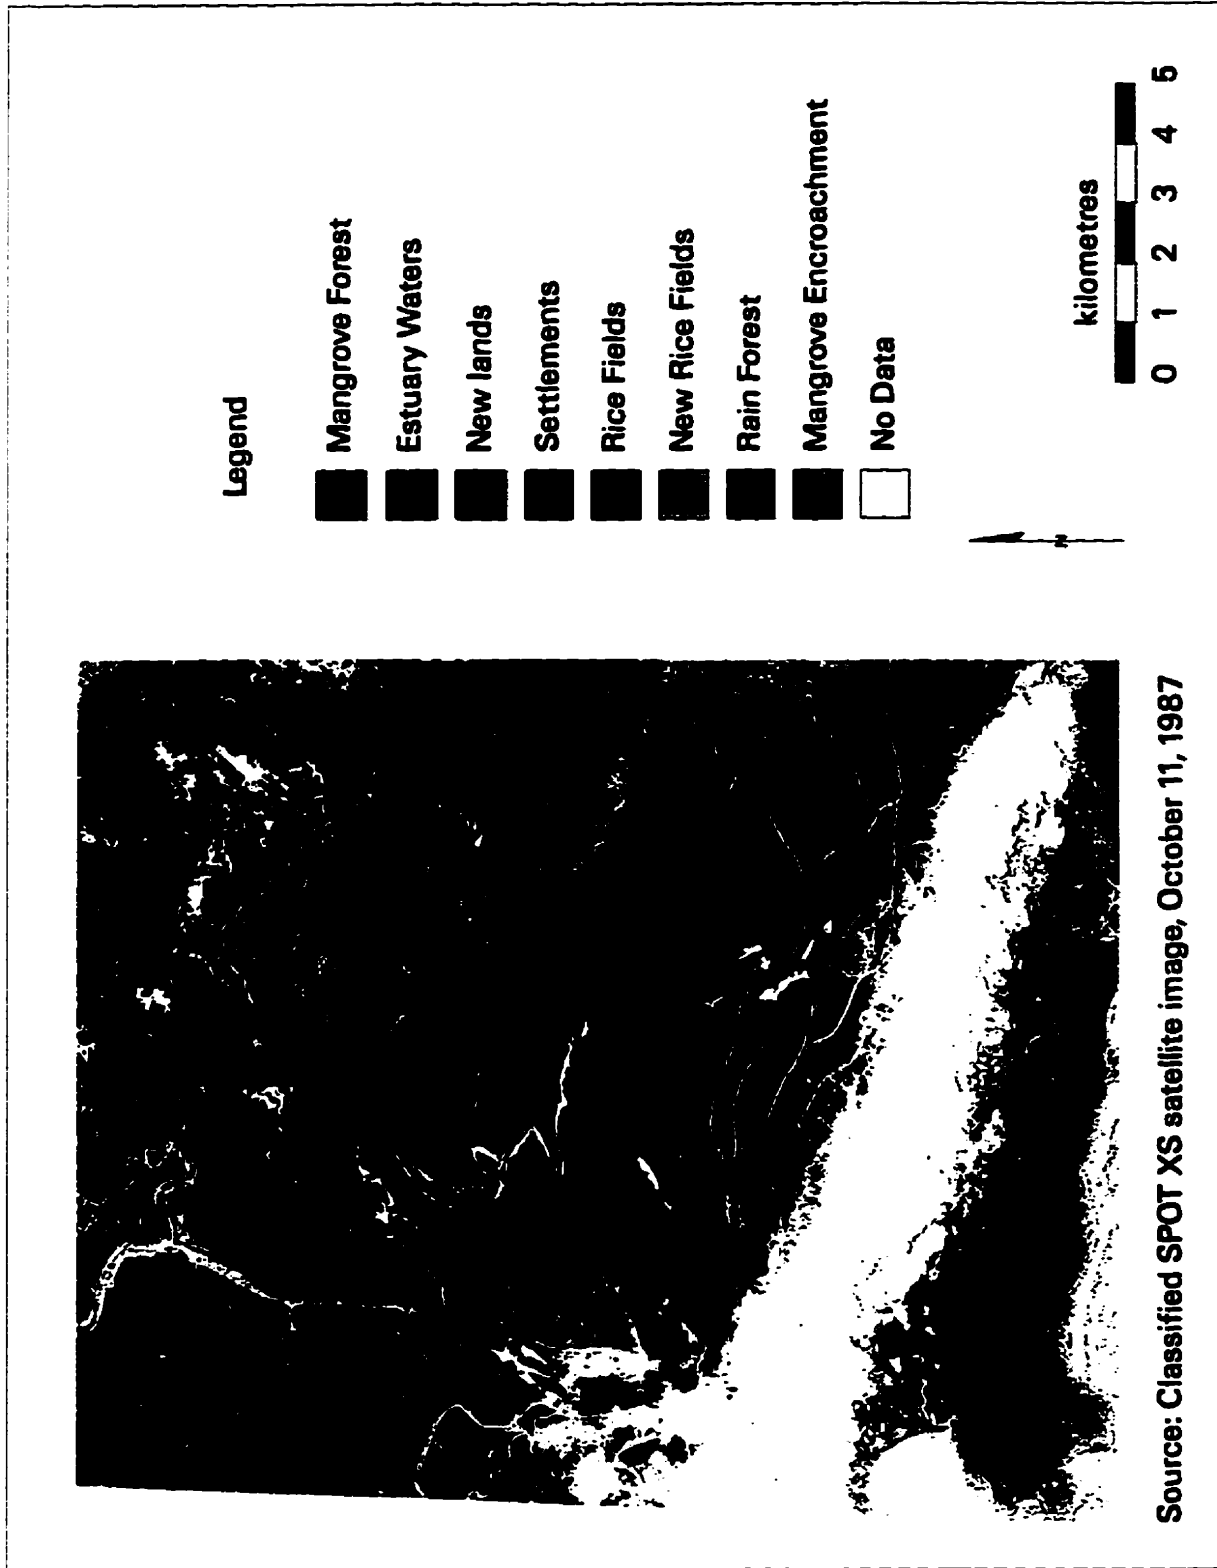 Legend
Mangrove Forest
Estuary Waters
New lands
Settlements
Rice Fields
New Rice Fields
Rain Forest
Mangrove Encroachment
No Data
N
kilometres
0 1 2 3 4 5
Source: Classified SPOT XS satellite image, October 11, 1987